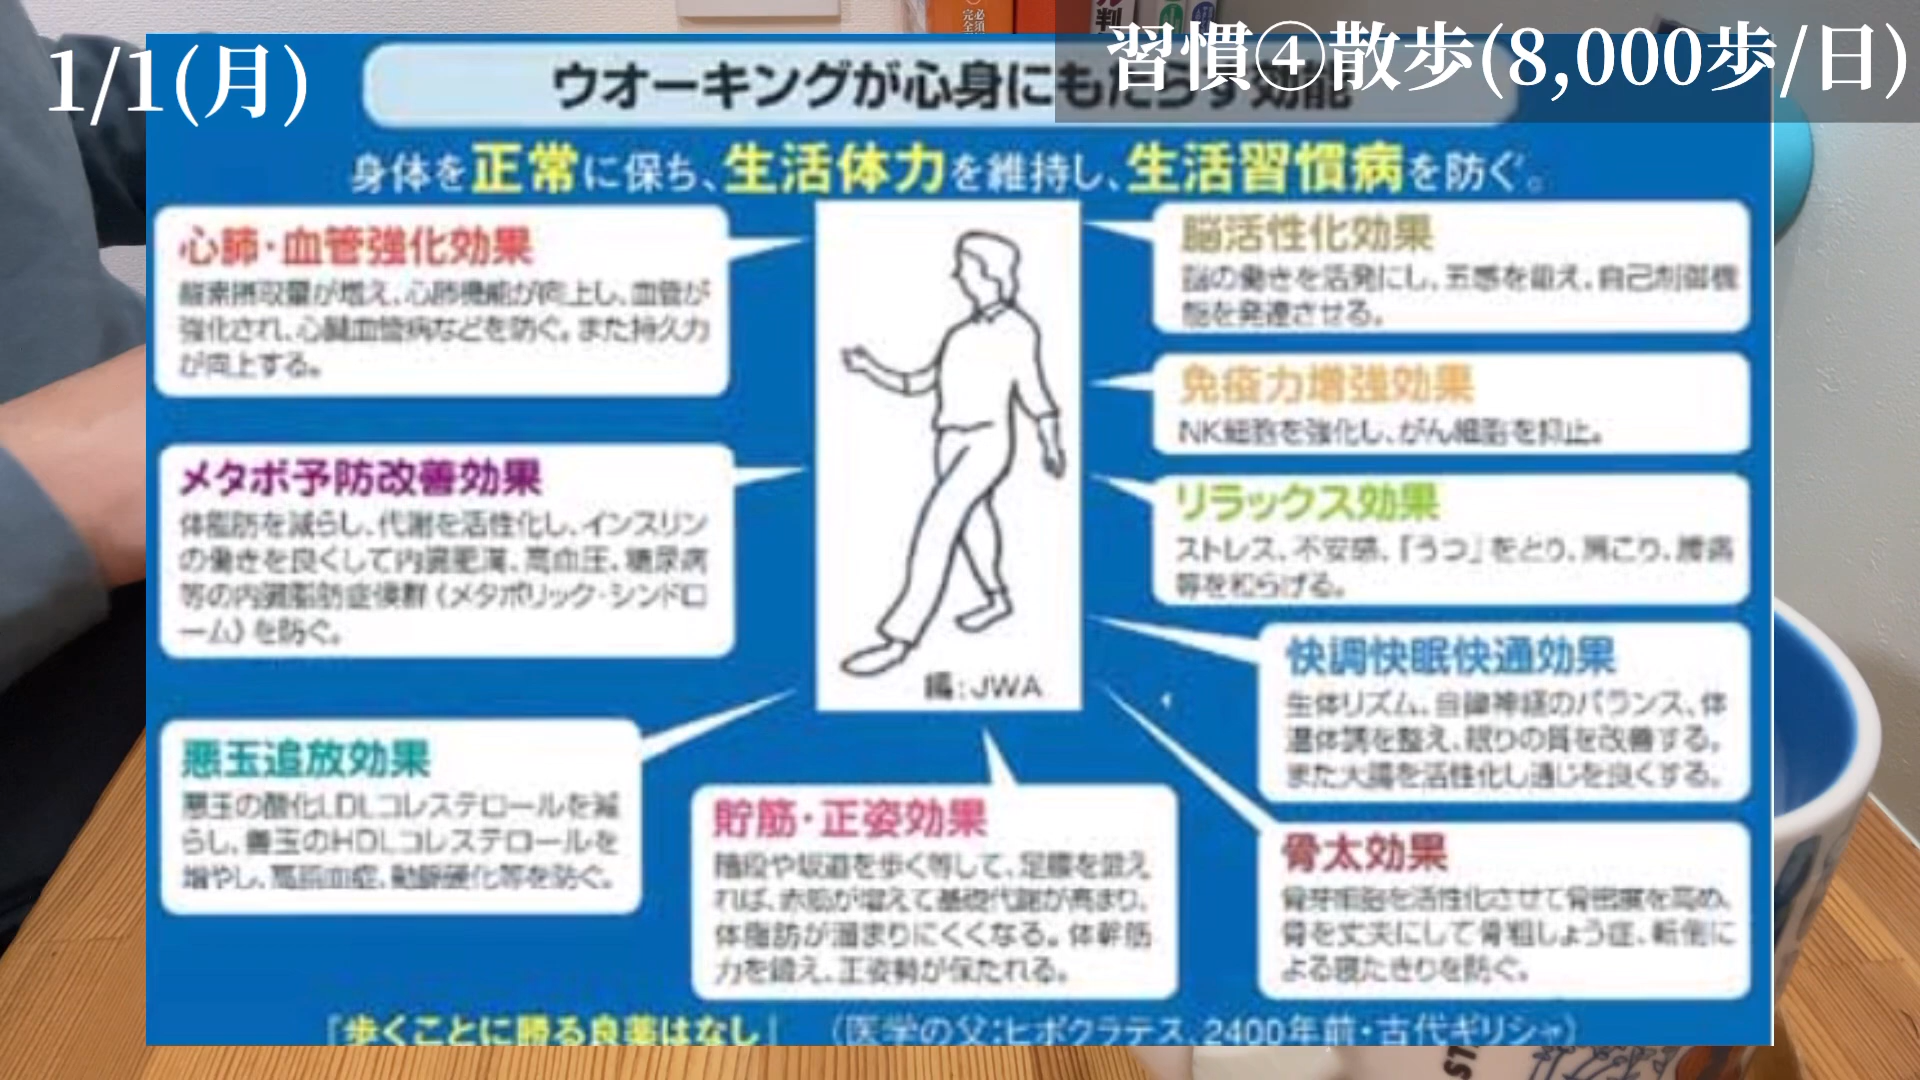 1/1(月)
習慣④散歩(8,000歩/日)
ウオーキングが心身にもたらす効能
身体を正常に保ち、生活体力を維持し、生活習慣病を防ぐ。
心肺・血管強化効果
酸素摂取量が増え、心肺機能が向上し、血管が
強化され、心臓血管病などを防ぐ。また持久力
が向上する。
メタボ予防改善効果
体脂肪を減らし、代謝を活性化し、インスリン
の働きを良くして内臓肥満、高血圧、糖尿病
等の内臓脂肪症候群(メタボリック・シンドロ
ーム)を防ぐ。
悪玉追放効果
悪玉の酸化LDLコレステロールを減
らし、善玉のHDLコレステロールを
増やし、高脂血症、動脈硬化等を防ぐ。
編:JWA
貯筋・正姿効果
階段や坂道を歩く等して、足腰を鍛え
れば、赤筋が増えて基礎代謝が高まり、
体脂肪が溜まりにくくなる。体幹筋
力を鍛え、正姿勢が保たれる。
脳活性化効果
脳の働きを活発にし、五感を鍛え、自己制御機
能を発達させる。
免疫力増強効果
NK細胞を強化し、がん細胞を抑止。
リラックス効果
ストレス、不安感、「うつ」をとり、肩こり、腰痛
等を和らげる。
快調快眠快通効果
生体リズム、自律神経のバランス、体
温体調を整え、眠りの質を改善する。
また大腸を活性化し通じを良くする。
骨太効果
骨芽細胞を活性化させて骨密度を高め、
骨を丈夫にして骨粗しょう症、転倒に
よる寝たきりを防ぐ。
「歩くことに勝る良薬はなし」 (医学の父:ヒポクラテス、2400年前・古代ギリシャ)